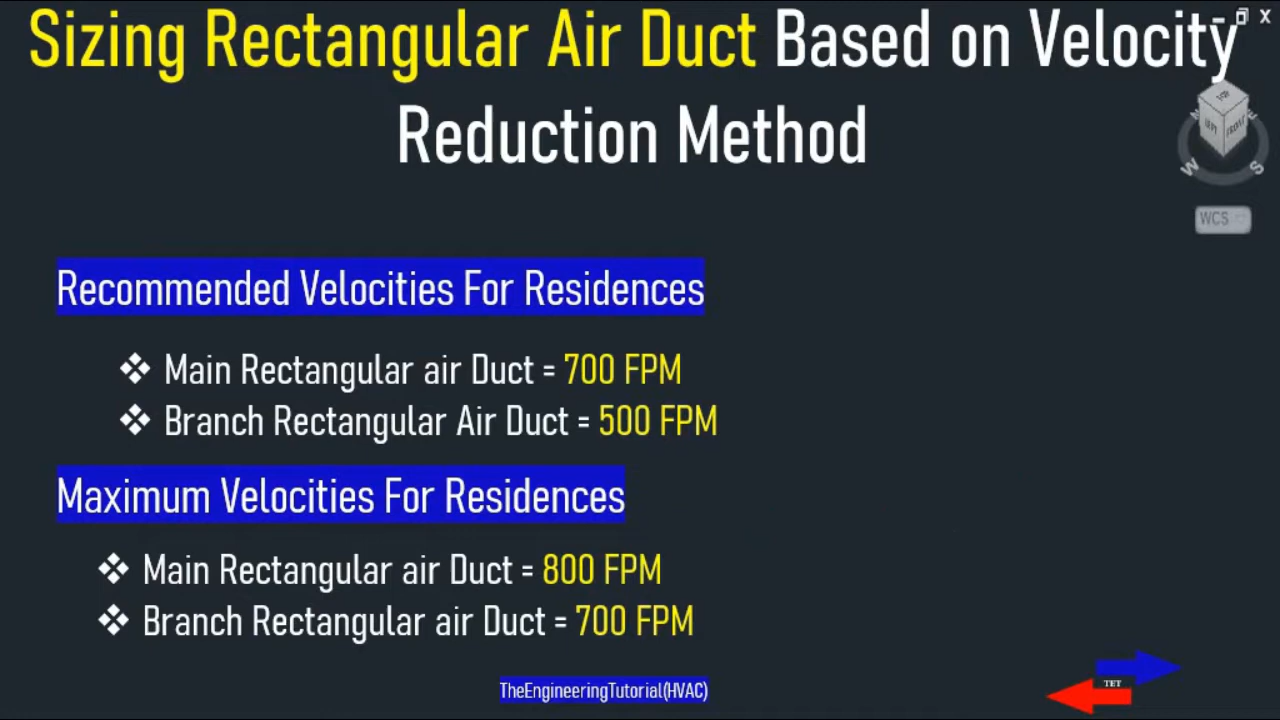 Sizing Rectangular Air Duct Based on Velocity
Reduction Method
Recommended Velocities For Residences
❖ Main Rectangular air Duct = 700 FPM
❖ Branch Rectangular Air Duct = 500 FPM
Maximum Velocities For Residences
❖ Main Rectangular air Duct = 800 FPM
❖ Branch Rectangular air Duct = 700 FPM
TheEngineeringTutorial(HVAC)
TET
TOP
W
S
WCS